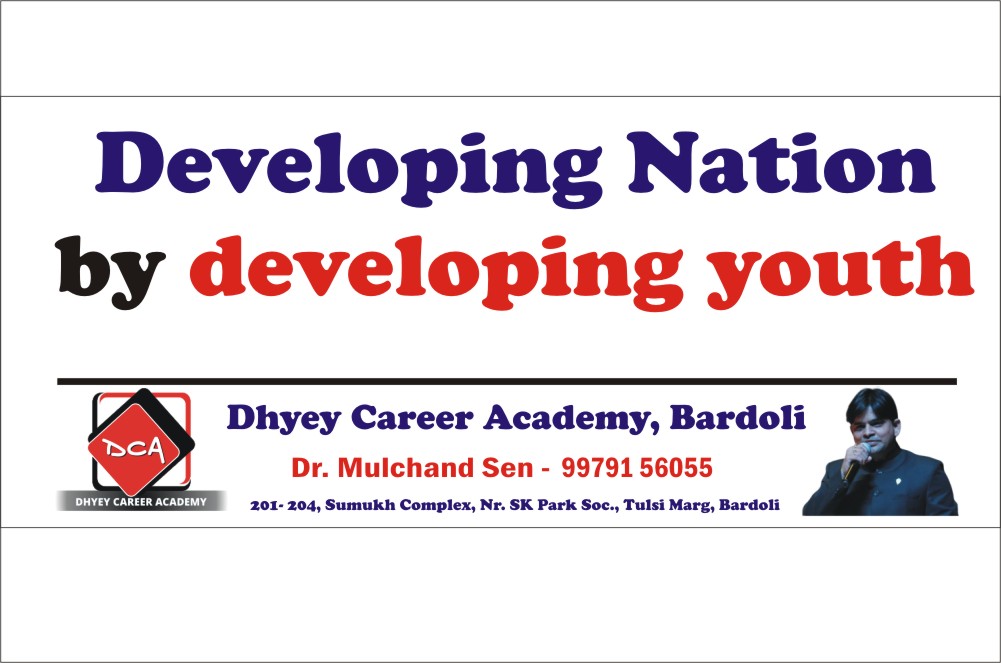 Developing Nation
by developing youth
Dhyey Career Academy, Bardoli
DCA
Dr. Mulchand Sen - 99791 56055
DHYEY CAREER ACADEMY
201- 204, Sumukh Complex, Nr. SK Park Soc., Tulsi Marg, Bardoli